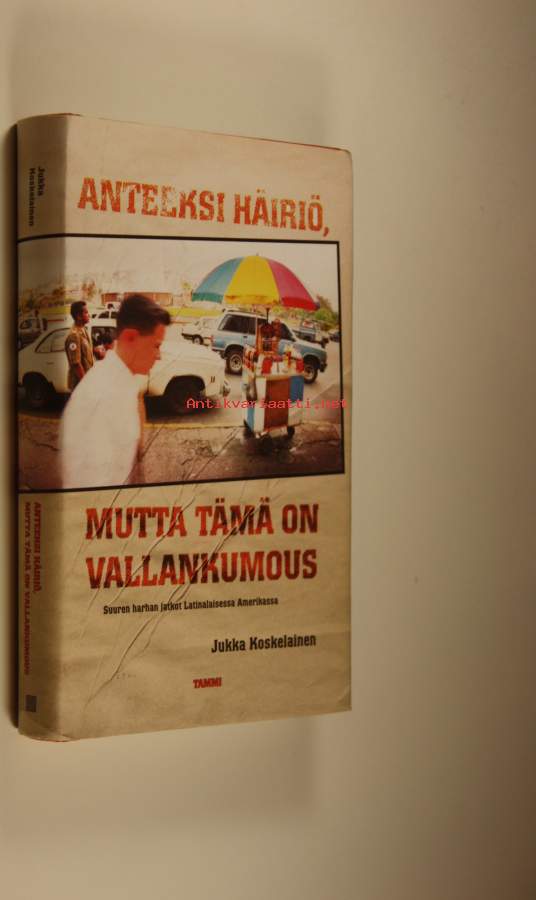 ANTEEKSI HÄIRIÖ,
MUTTA TÄMÄ ON
VALLANKUMOUS
Suuren harhan jatkot Latinalaisessa Amerikassa
Jukka Koskelainen
TAMMI
Jukka
Koskelainen
ANTEEKSI HÄIRIÖ,
MUTTA TÄMÄ ON VALLANKUMOUS
Antikvariaatti.net